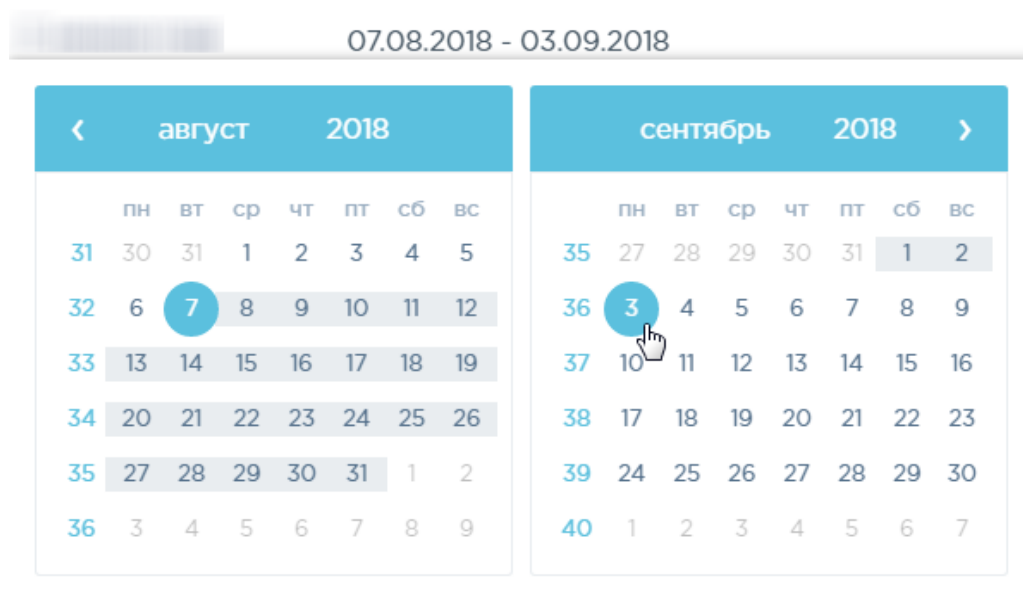 07.08.2018 - 03.09.2018
‹ август 2018
пн вт ср чт пт сб вс
31 30 31 1 2 3 4 5
32 6 7 8 9 10 11 12
33 13 14 15 16 17 18 19
34 20 21 22 23 24 25 26
35 27 28 29 30 31 1 2
36 3 4 5 6 7 8 9
сентябрь 2018 ›
пн вт ср чт пт сб вс
35 27 28 29 30 31 1 2
36 3 4 5 6 7 8 9
37 10 11 12 13 14 15 16
38 17 18 19 20 21 22 23
39 24 25 26 27 28 29 30
40 1 2 3 4 5 6 7